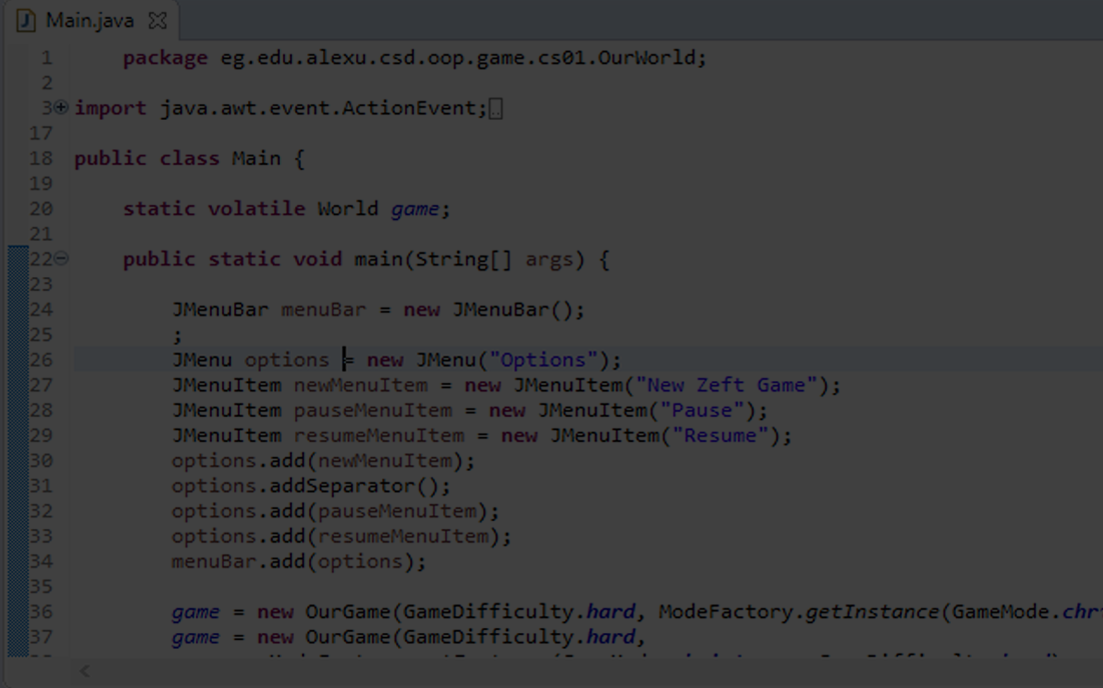 Main.java
1 package eg.edu.alexu.csd.oop.game.cs01.OurWorld;
2
3 import java.awt.event.ActionEvent;
17
18 public class Main {
19
20 static volatile World game;
21
22 public static void main(String[] args) {
23
24 JMenuBar menuBar = new JMenuBar();
25 ;
26 JMenu options = new JMenu("Options");
27 JMenuItem newMenuItem = new JMenuItem("New Zeft Game");
28 JMenuItem pauseMenuItem = new JMenuItem("Pause");
29 JMenuItem resumeMenuItem = new JMenuItem("Resume");
30 options.add(newMenuItem);
31 options.addSeparator();
32 options.add(pauseMenuItem);
33 options.add(resumeMenuItem);
34 menuBar.add(options);
35
36 game = new OurGame(GameDifficulty.hard, ModeFactory.getInstance(GameMode.chr
37 game = new OurGame(GameDifficulty.hard,